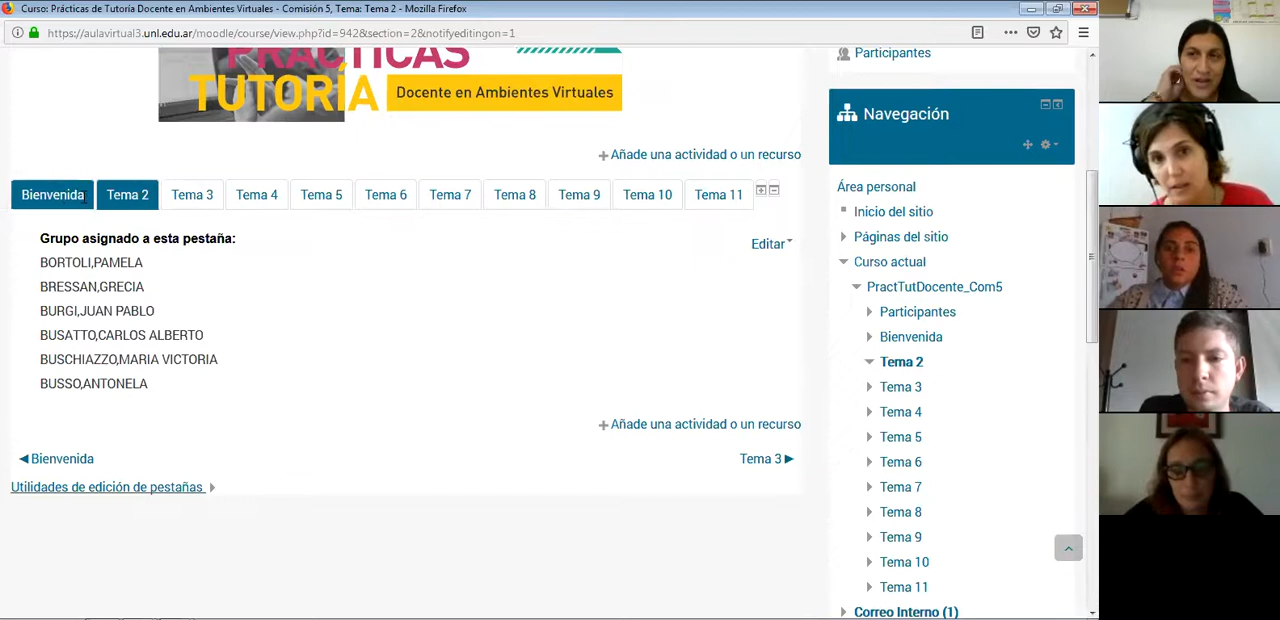 Curso: Prácticas de Tutoría Docente en Ambientes Virtuales - Comisión 5, Tema: Tema 2 - Mozilla Firefox
https://aulavirtual3.unl.edu.ar/moodle/course/view.php?id=942&section=2&notifyeditingon=1
PRÁCTICAS
TUTORÍA Docente en Ambientes Virtuales
Añade una actividad o un recurso
Bienvenida Tema 2 Tema 3 Tema 4 Tema 5 Tema 6 Tema 7 Tema 8 Tema 9 Tema 10 Tema 11
Grupo asignado a esta pestaña:
Editar
BORTOLI,PAMELA
BRESSAN,GRECIA
BURGI,JUAN PABLO
BUSATTO,CARLOS ALBERTO
BUSCHIAZZO,MARIA VICTORIA
BUSSO,ANTONELA
Añade una actividad o un recurso
Bienvenida
Tema 3
Utilidades de edición de pestañas
Participantes
Navegación
Área personal
Inicio del sitio
Páginas del sitio
Curso actual
PractTutDocente_Com5
Participantes
Bienvenida
Tema 2
Tema 3
Tema 4
Tema 5
Tema 6
Tema 7
Tema 8
Tema 9
Tema 10
Tema 11
Correo Interno (1)